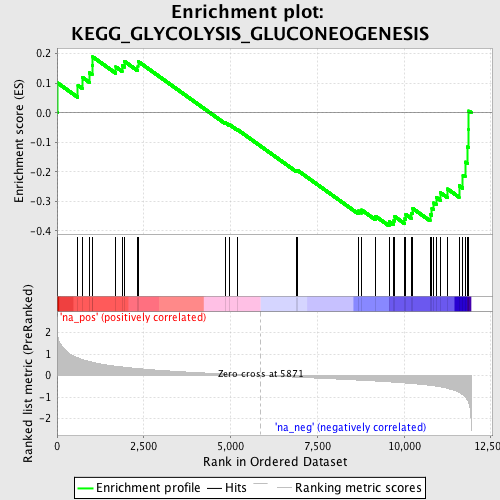 Enrichment plot:
KEGG_GLYCOLYSIS_GLUCONEOGENESIS
Enrichment score (ES)
0.2
0.1
0.0
-0.1
-0.2
-0.3
-0.4
'na_pos' (positively correlated)
Ranked list metric (PreRanked)
2
1
0
-1
-2
Zero cross at 5871
'na_neg' (negatively correlated)
0
2,500
5,000
7,500
10,000
12,500
Rank in Ordered Dataset
Enrichment profile
Hits
Ranking metric scores